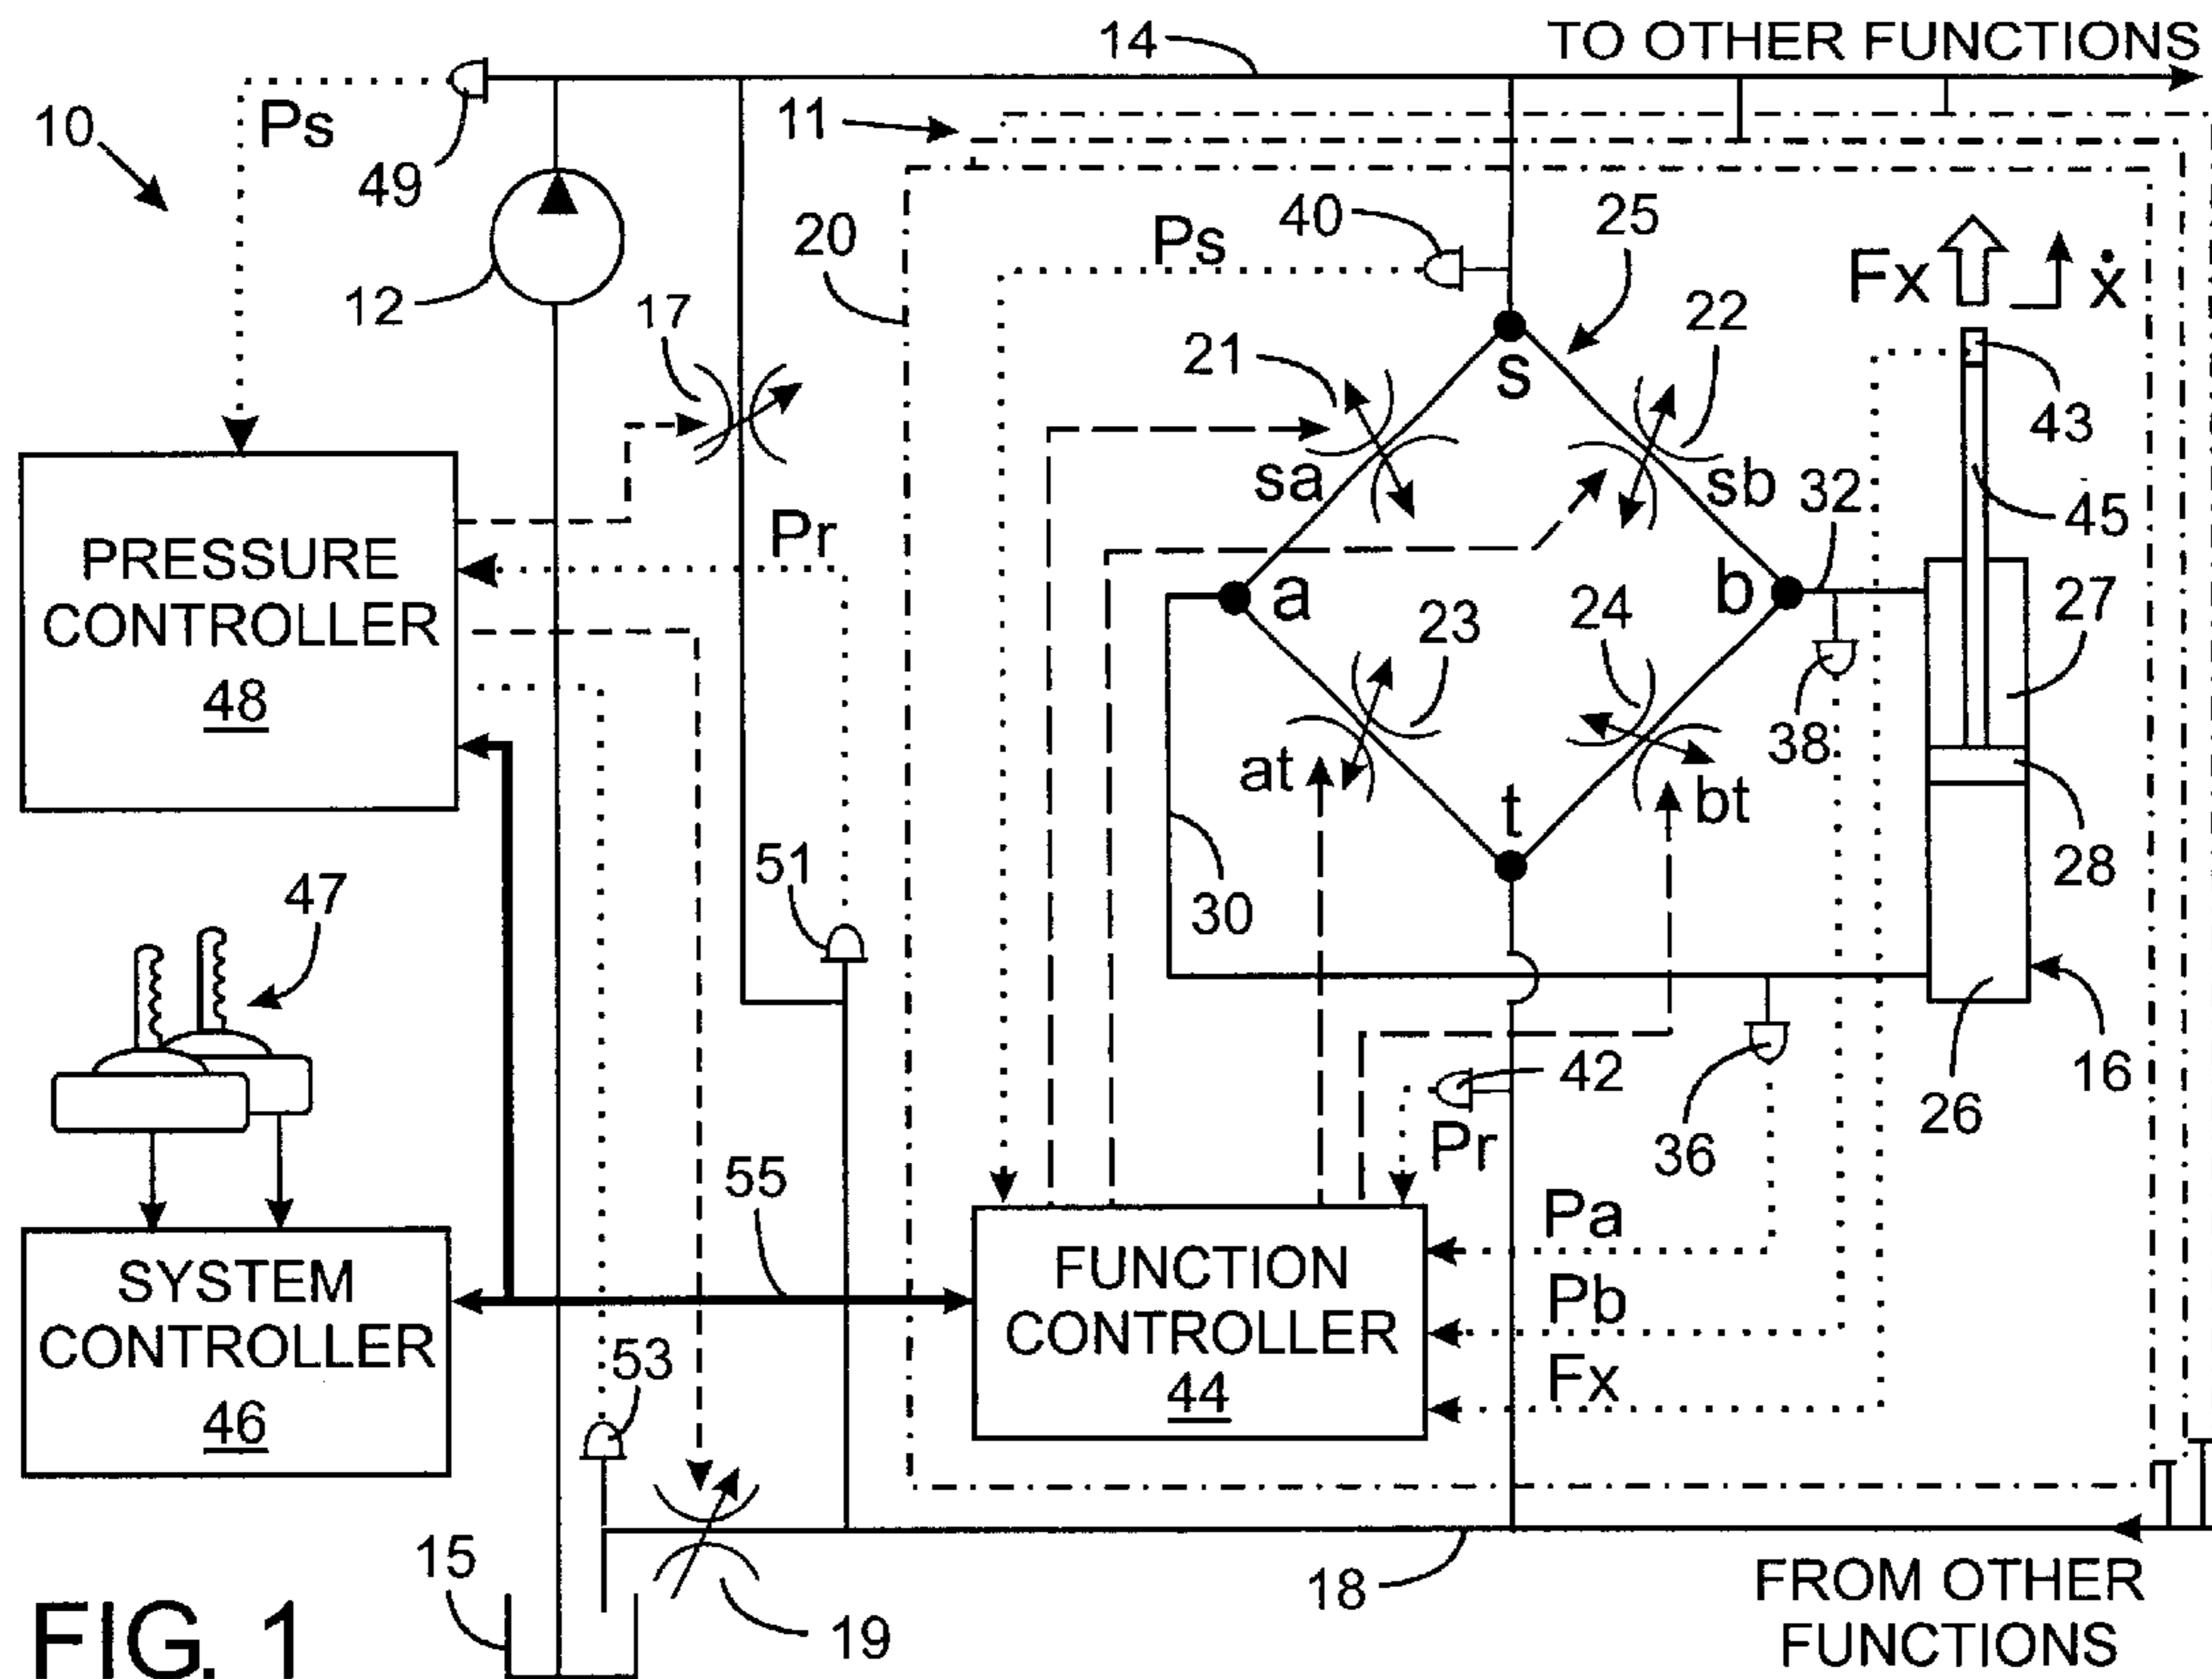 14
TO OTHER FUNCTIONS
10
Ps
49
11
12
20
Ps
40
25
Fx
ẋ
17
21
22
s
43
sa
sb
32
45
Pr
PRESSURE
CONTROLLER
48
a
b
23
24
27
38
at
bt
t
28
47
51
30
42
36
26
16
Pr
55
Pa
SYSTEM
CONTROLLER
46
FUNCTION
CONTROLLER
44
Pb
Fx
53
15
19
18
FROM OTHER
FUNCTIONS
FIG. 1